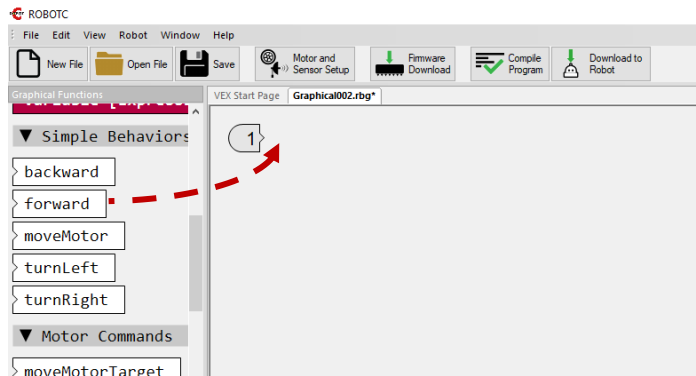 ROBOTC
File Edit View Robot Window Help
New File Open File Save Motor and Sensor Setup Firmware Download Compile Program Download to Robot
Graphical Functions
VEX Start Page Graphical002.rbg*
Simple Behaviors
1
backward
forward
moveMotor
turnLeft
turnRight
Motor Commands
moveMotorTarget